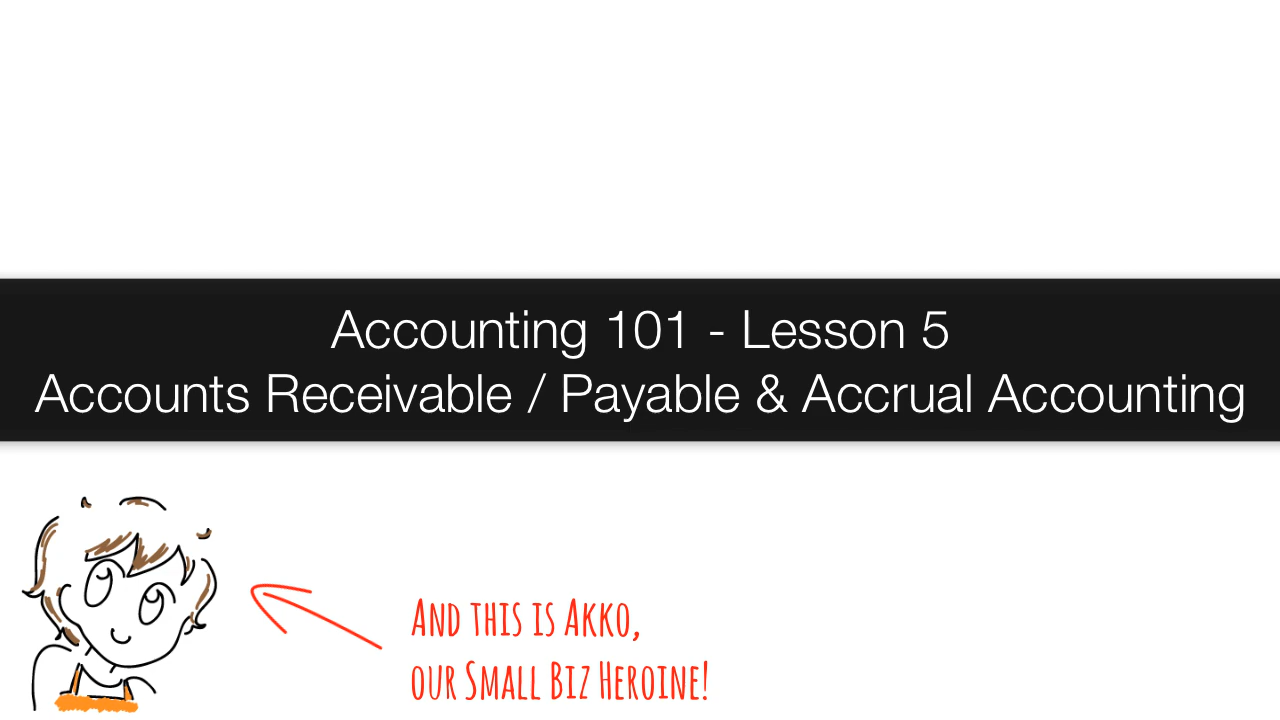 Accounting 101 - Lesson 5
Accounts Receivable / Payable & Accrual Accounting
And this is Akko,
our Small Biz Heroine!